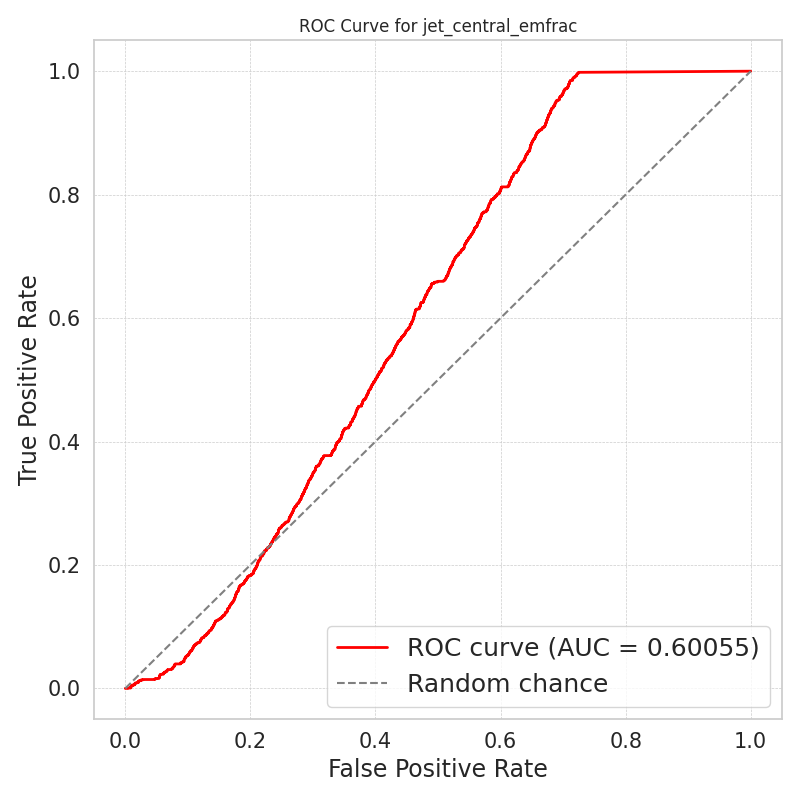 ROC Curve for jet_central_emfrac
True Positive Rate
1.0
0.8
0.6
0.4
0.2
0.0
ROC curve (AUC = 0.60055)
Random chance
0.0 0.2 0.4 0.6 0.8 1.0
False Positive Rate